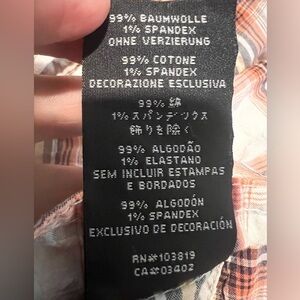 99% BAUMWOLLE
1% SPANDEX
OHNE VERZIERUNG
99% COTONE
1% SPANDEX
DECORAZIONE ESCLUSIVA
99% 綿
1% スパンデックス
飾りを除く
99% ALGODÃO
1% ELASTANO
SEM INCLUIR ESTAMPAS
E BORDADOS
99% ALGODÓN
1% SPANDEX
EXCLUSIVO DE DECORACIÓN
RN#103819
CA#03402